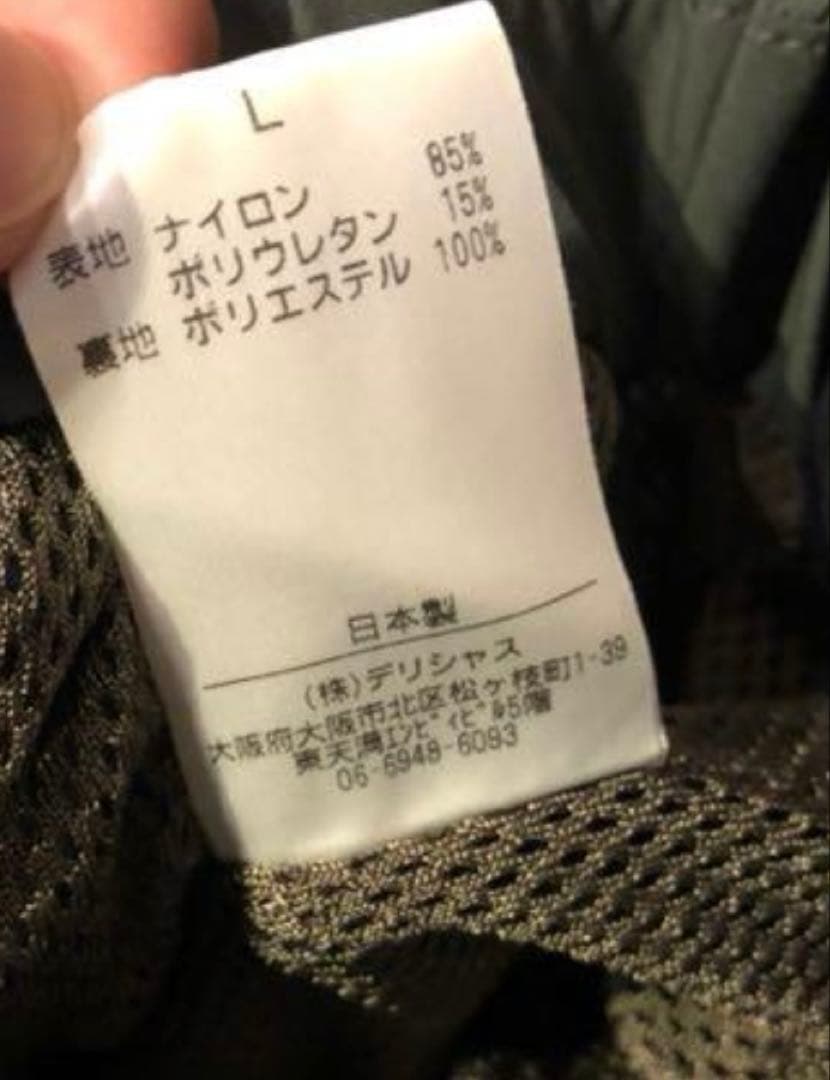 L
表地 ナイロン 85%
ポリウレタン 15%
裏地 ポリエステル 100%
日本製
(株)デリシャス
大阪府大阪市北区松ヶ枝町1-39
東天満エンビィビル5階
06-6948-6093